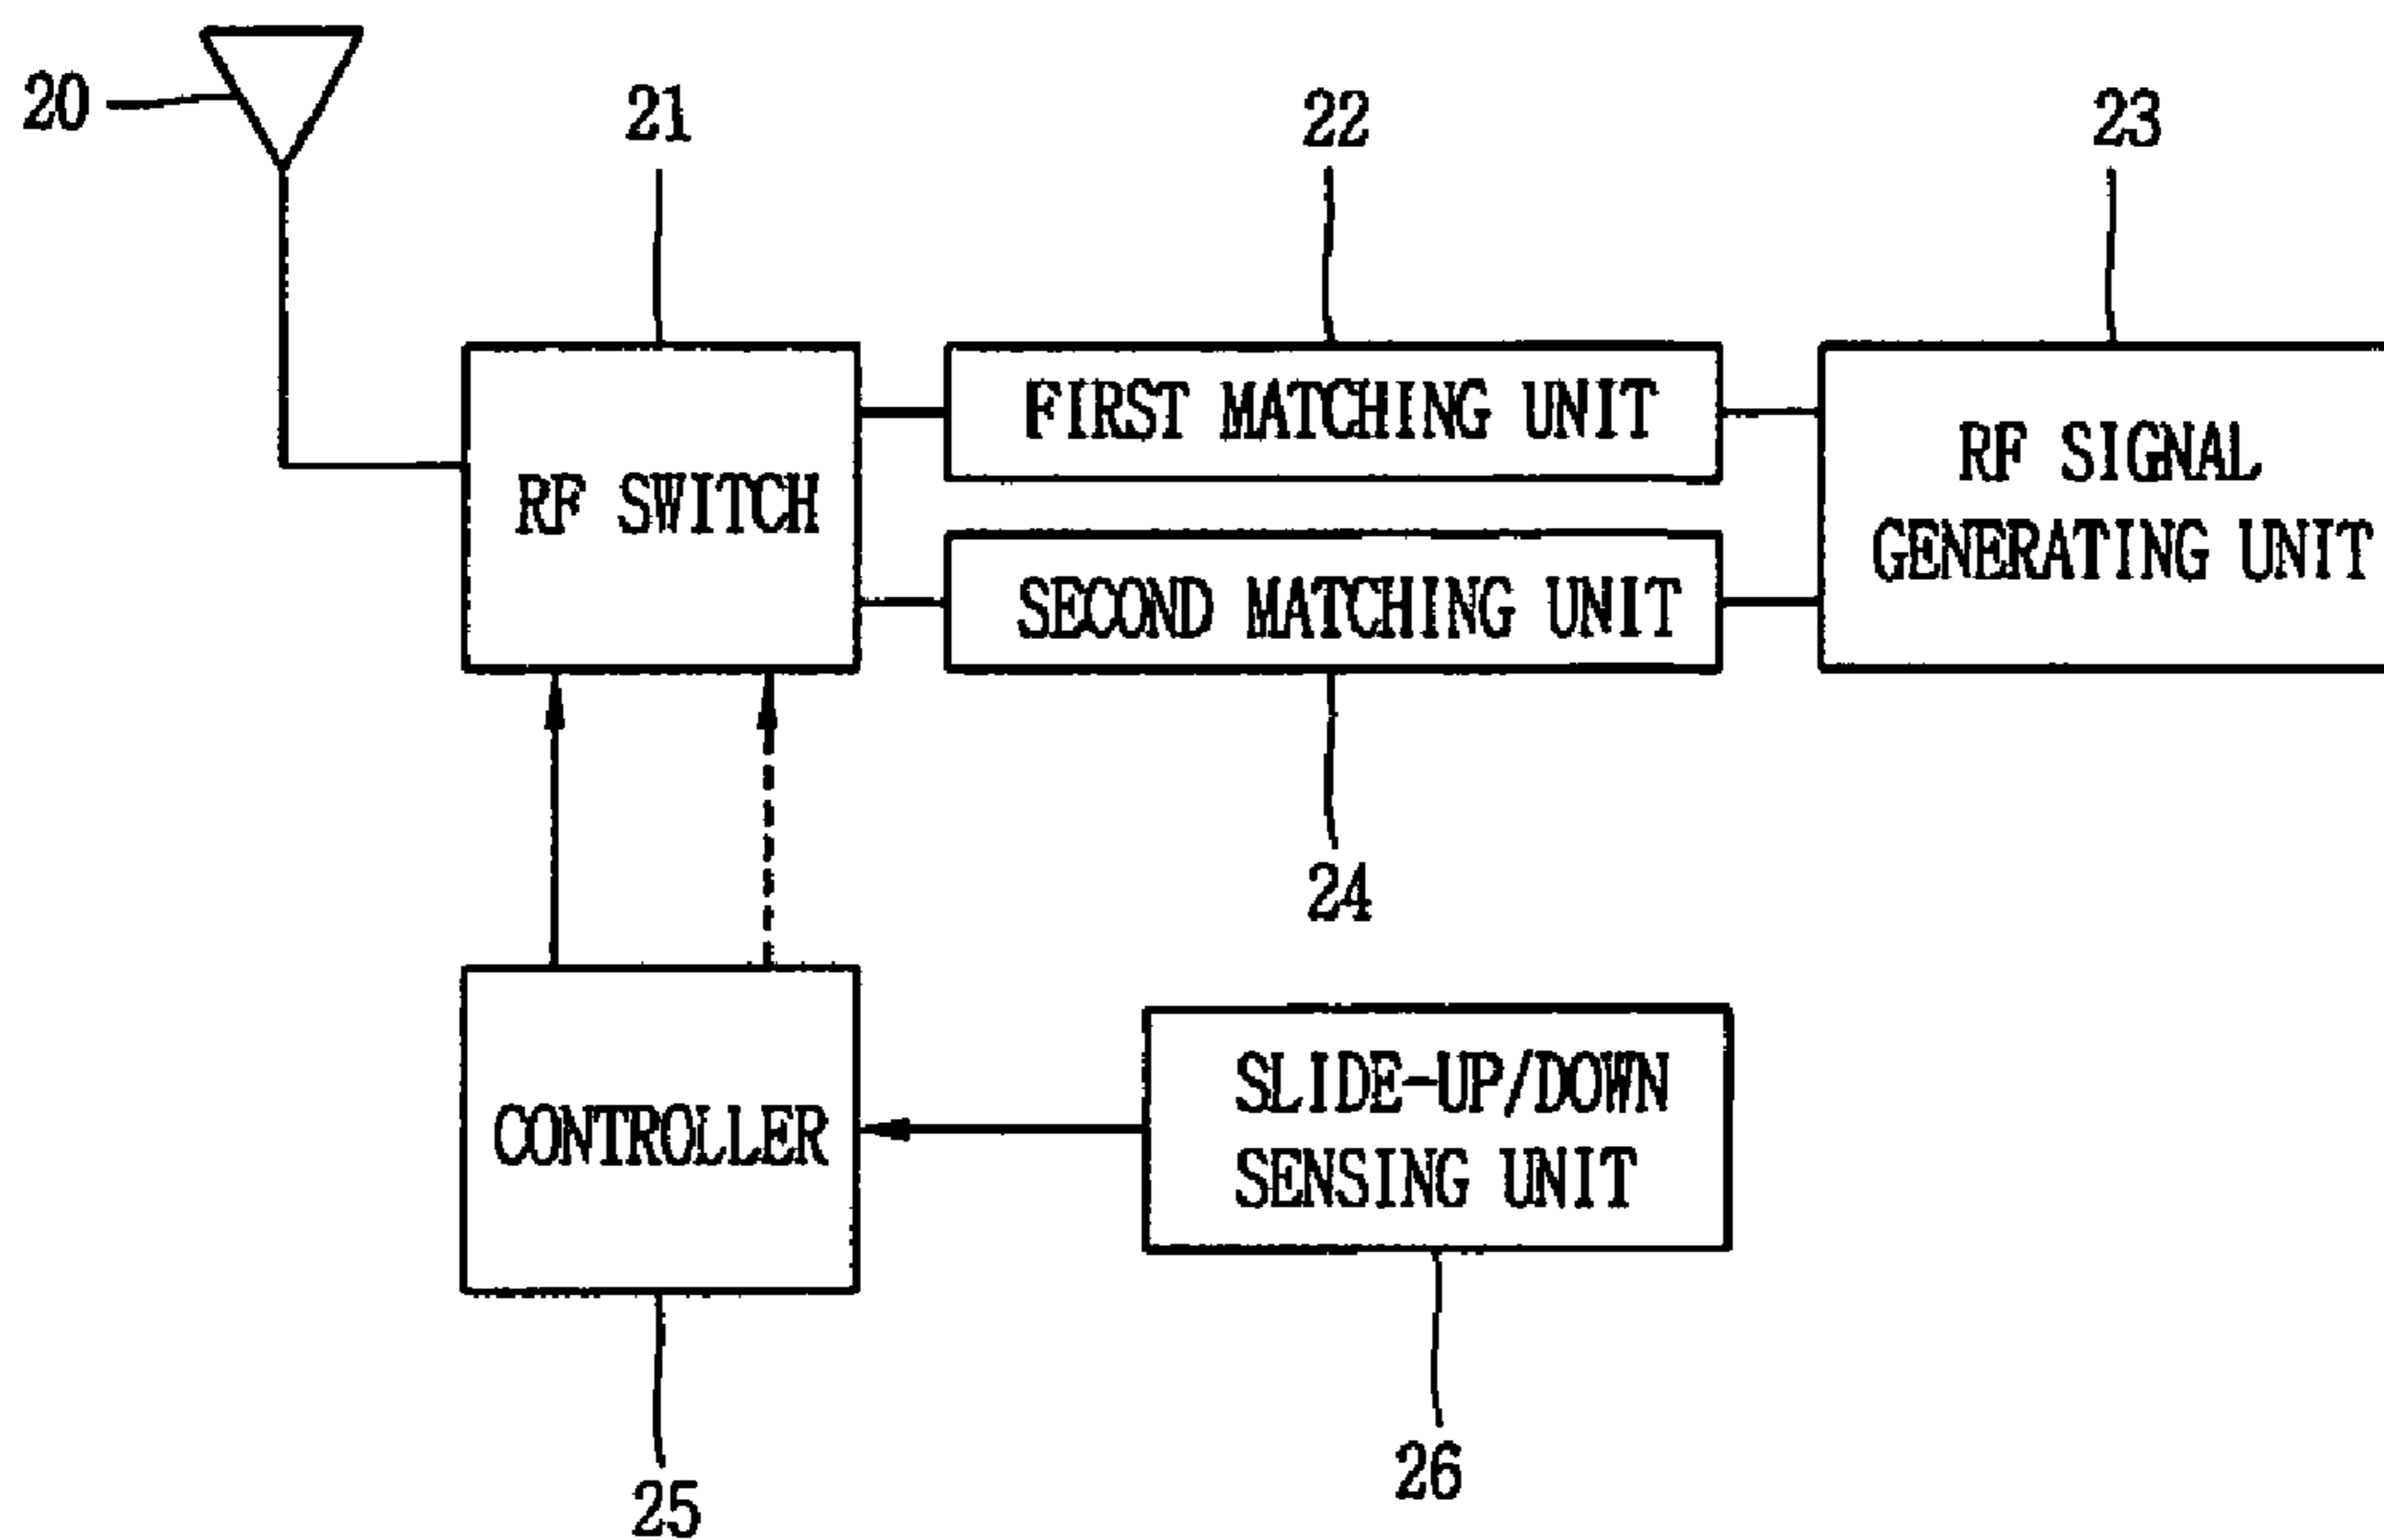 20
21
22
23
RF SWITCH
FIRST MATCHING UNIT
SECOND MATCHING UNIT
RF SIGNAL
GENERATING UNIT
24
CONTROLLER
SLIDE-UP/DOWN
SENSING UNIT
25
26